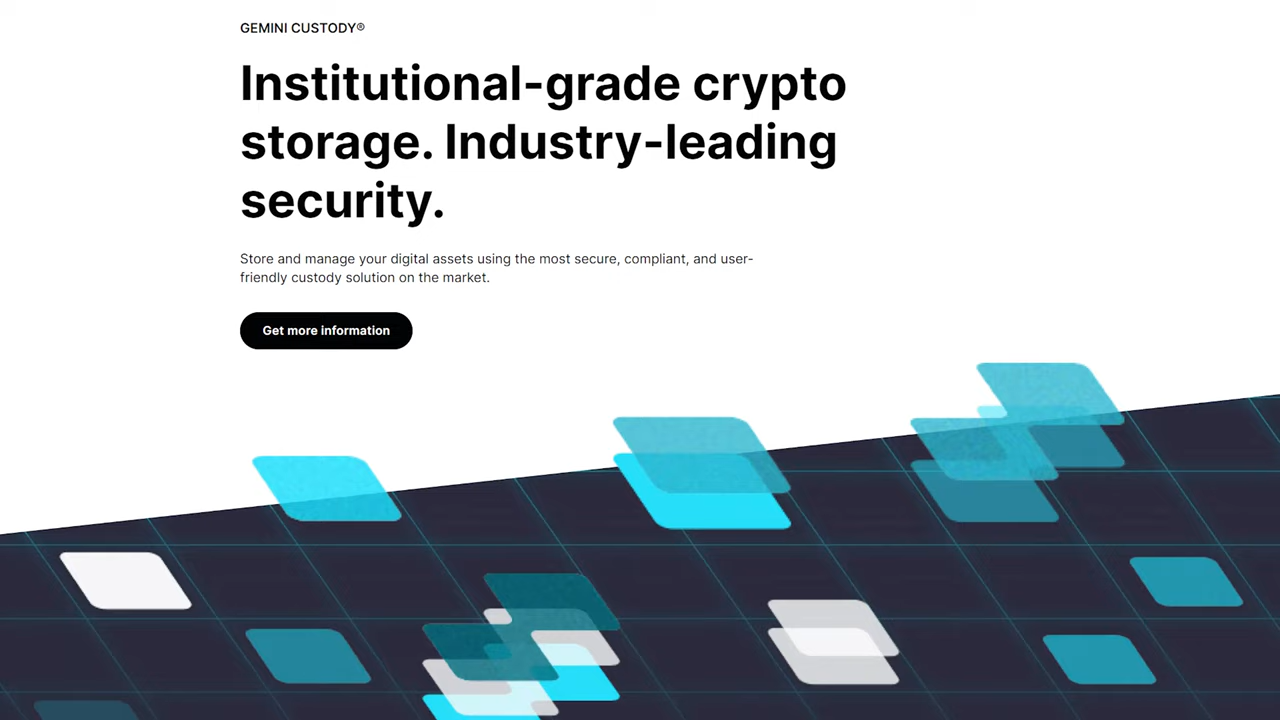 GEMINI CUSTODY®
Institutional-grade crypto
storage. Industry-leading
security.
Store and manage your digital assets using the most secure, compliant, and user-
friendly custody solution on the market.
Get more information